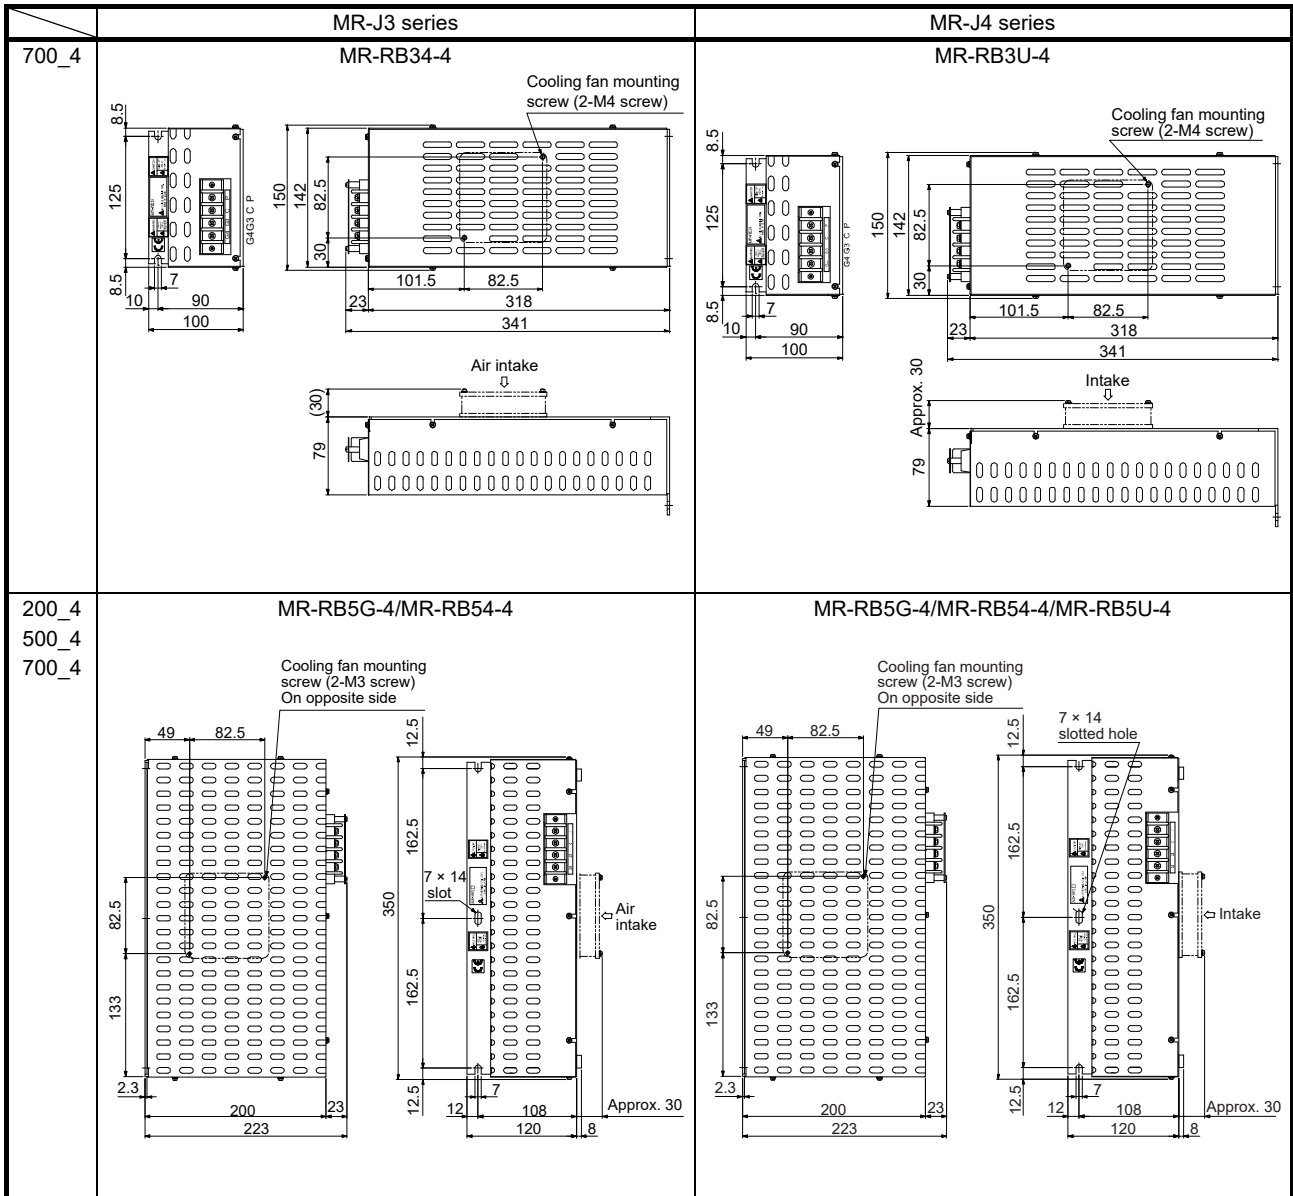 MR-J3 series
MR-J4 series
700_4
MR-RB34-4
Cooling fan mounting
screw (2-M4 screw)
8.5
125
8.5
150
142
82.5
30
G4G3 C P
7
10
90
100
101.5
82.5
23
318
341
Air intake
(30)
79
MR-RB3U-4
Cooling fan mounting
screw (2-M4 screw)
8.5
125
8.5
150
142
82.5
30
G4 G3 C P
7
10
90
100
101.5
82.5
23
318
341
Intake
Approx. 30
79
200_4
500_4
700_4
MR-RB5G-4/MR-RB54-4
Cooling fan mounting
screw (2-M3 screw)
On opposite side
49
82.5
12.5
162.5
7 × 14
slot
350
82.5
Air
intake
162.5
133
2.3
12.5
7
200
23
12
108
Approx. 30
223
120
8
MR-RB5G-4/MR-RB54-4/MR-RB5U-4
Cooling fan mounting
screw (2-M3 screw)
On opposite side
7 × 14
slotted hole
49
82.5
12.5
162.5
350
82.5
Intake
162.5
133
2.3
12.5
7
200
23
12
108
Approx. 30
223
120
8